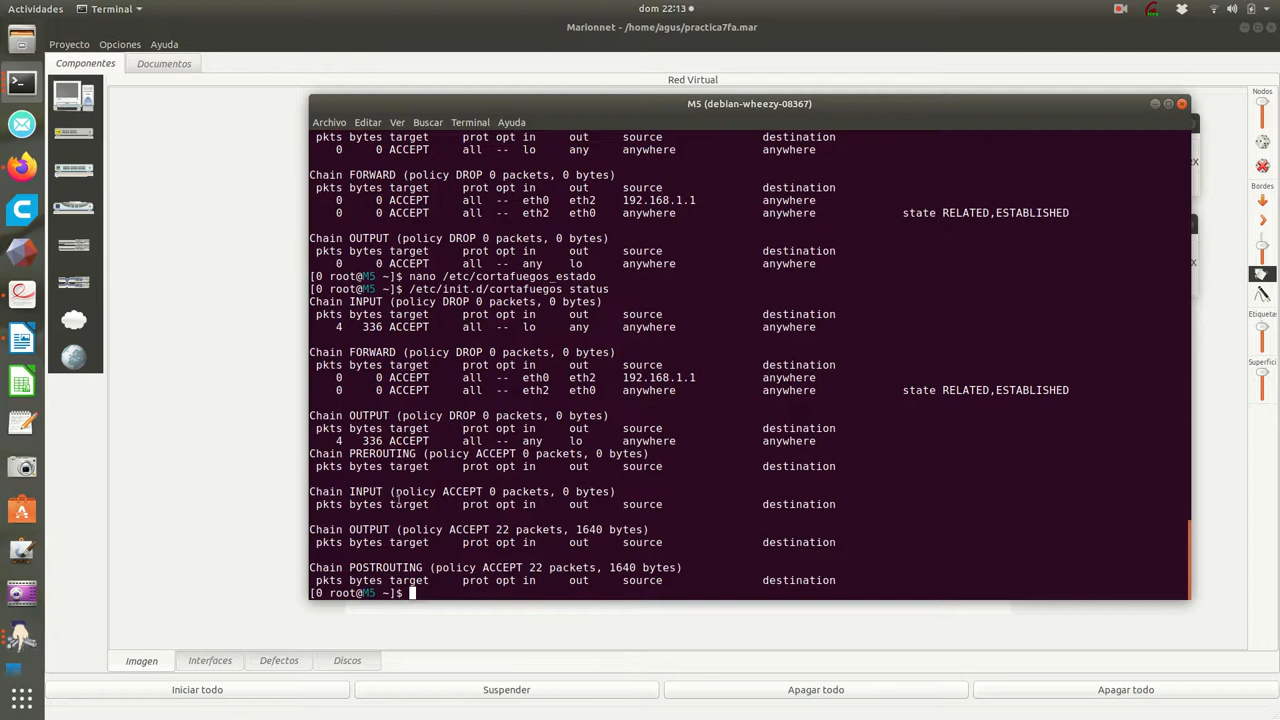 Actividades
Terminal
dom 22:13
Marionnet - /home/agus/practica7fa.mar
Proyecto Opciones Ayuda
Componentes Documentos
Red Virtual
Nodos
Bordes
Etiquetas
Superfici
M5 (debian-wheezy-08367)
Archivo Editar Ver Buscar Terminal Ayuda
pkts bytes target prot opt in out source destination
0 0 ACCEPT all -- lo any anywhere anywhere
Chain FORWARD (policy DROP 0 packets, 0 bytes)
pkts bytes target prot opt in out source destination
0 0 ACCEPT all -- eth0 eth2 192.168.1.1 anywhere
0 0 ACCEPT all -- eth2 eth0 anywhere anywhere state RELATED,ESTABLISHED
Chain OUTPUT (policy DROP 0 packets, 0 bytes)
pkts bytes target prot opt in out source destination
0 0 ACCEPT all -- any lo anywhere anywhere
[0 root@M5 ~]$ nano /etc/cortafuegos_estado
[0 root@M5 ~]$ /etc/init.d/cortafuegos status
Chain INPUT (policy DROP 0 packets, 0 bytes)
pkts bytes target prot opt in out source destination
4 336 ACCEPT all -- lo any anywhere anywhere
Chain FORWARD (policy DROP 0 packets, 0 bytes)
pkts bytes target prot opt in out source destination
0 0 ACCEPT all -- eth0 eth2 192.168.1.1 anywhere
0 0 ACCEPT all -- eth2 eth0 anywhere anywhere state RELATED,ESTABLISHED
Chain OUTPUT (policy DROP 0 packets, 0 bytes)
pkts bytes target prot opt in out source destination
4 336 ACCEPT all -- any lo anywhere anywhere
Chain PREROUTING (policy ACCEPT 0 packets, 0 bytes)
pkts bytes target prot opt in out source destination
Chain INPUT (policy ACCEPT 0 packets, 0 bytes)
pkts bytes target prot opt in out source destination
Chain OUTPUT (policy ACCEPT 22 packets, 1640 bytes)
pkts bytes target prot opt in out source destination
Chain POSTROUTING (policy ACCEPT 22 packets, 1640 bytes)
pkts bytes target prot opt in out source destination
[0 root@M5 ~]$
Imagen Interfaces Defectos Discos
Iniciar todo Suspender Apagar todo Apagar todo